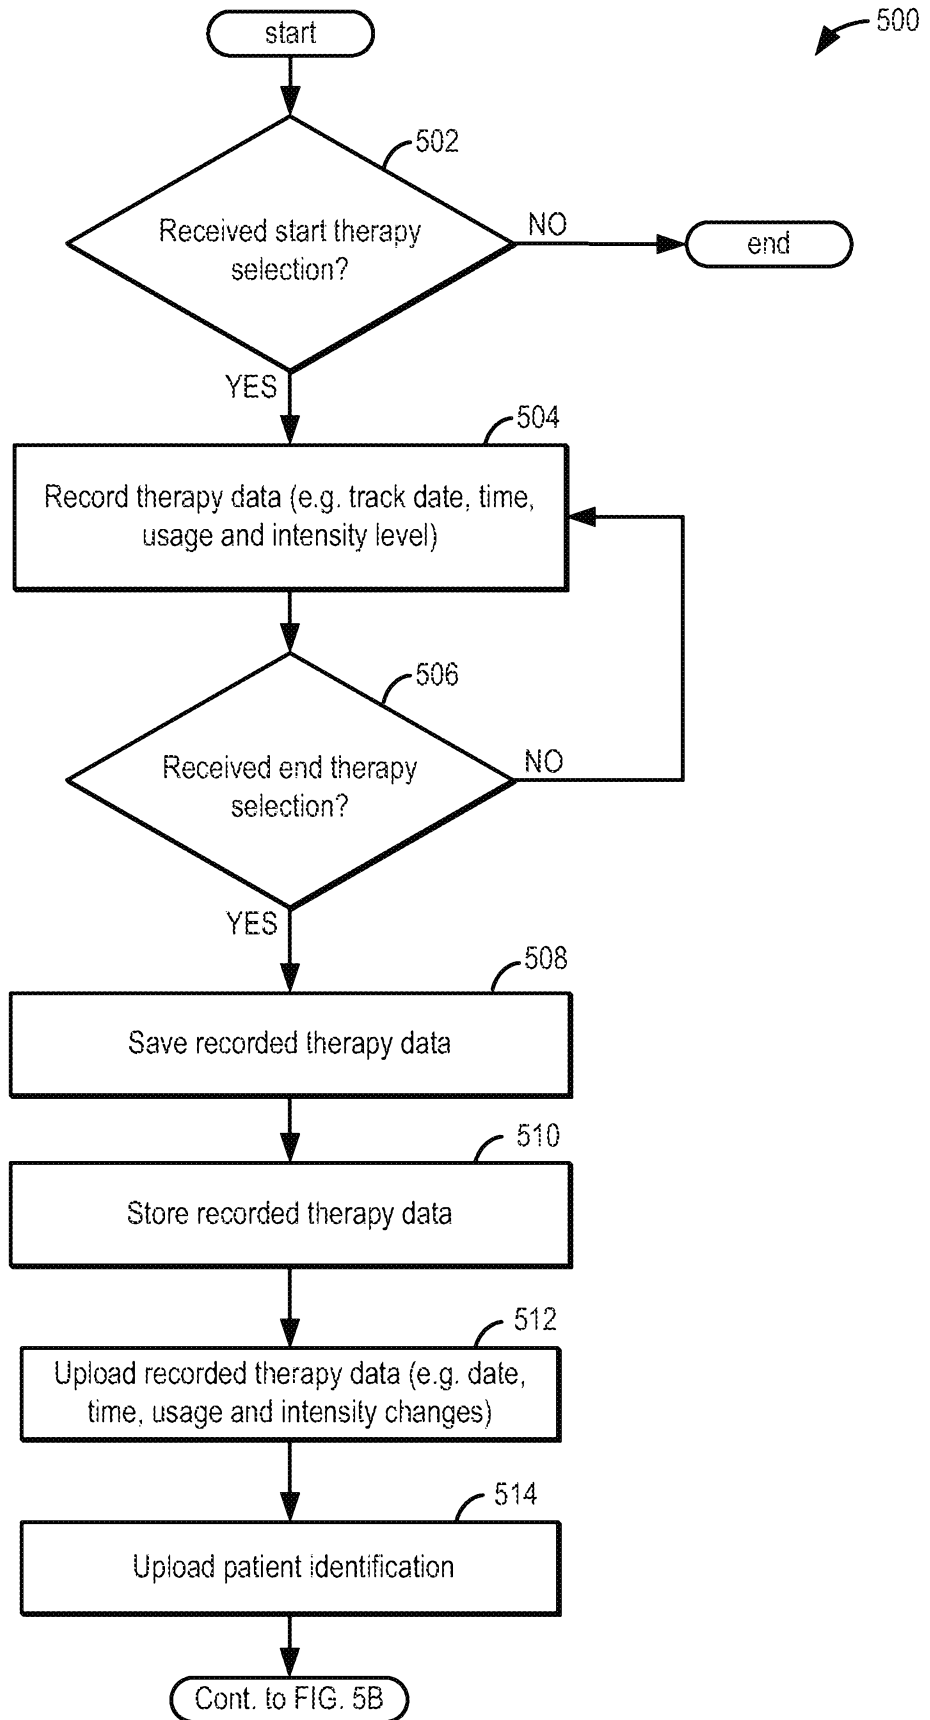 start
500
502
Received start therapy
selection?
NO
end
YES
504
Record therapy data (e.g. track date, time,
usage and intensity level)
506
Received end therapy
selection?
NO
YES
508
Save recorded therapy data
510
Store recorded therapy data
512
Upload recorded therapy data (e.g. date,
time, usage and intensity changes)
514
Upload patient identification
Cont. to FIG. 5B